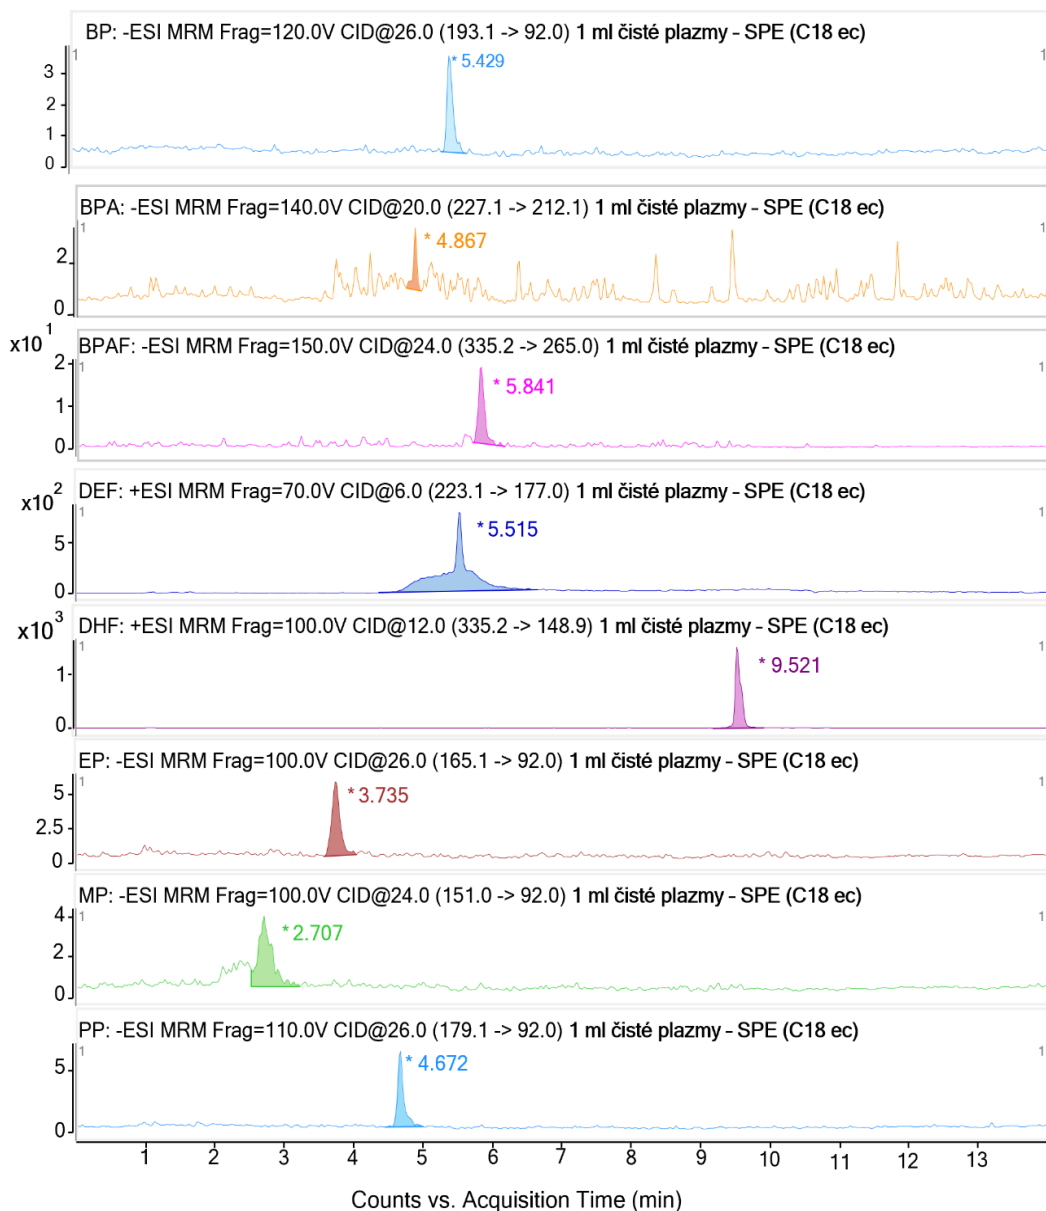 BP: -ESI MRM Frag=120.0V CID@26.0 (193.1 -> 92.0) 1 ml čisté plazmy - SPE (C18 ec)
1 1
3
* 5.429
2
1
0
BPA: -ESI MRM Frag=140.0V CID@20.0 (227.1 -> 212.1) 1 ml čisté plazmy - SPE (C18 ec)
1 1
* 4.867
2
0
x10 1
BPAF: -ESI MRM Frag=150.0V CID@24.0 (335.2 -> 265.0) 1 ml čisté plazmy - SPE (C18 ec)
2
1 1
* 5.841
1
0
DEF: +ESI MRM Frag=70.0V CID@6.0 (223.1 -> 177.0) 1 ml čisté plazmy - SPE (C18 ec)
x10 2
1 1
* 5.515
5
0
DHF: +ESI MRM Frag=100.0V CID@12.0 (335.2 -> 148.9) 1 ml čisté plazmy - SPE (C18 ec)
x10 3
1 1
* 9.521
1
0
EP: -ESI MRM Frag=100.0V CID@26.0 (165.1 -> 92.0) 1 ml čisté plazmy - SPE (C18 ec)
1 1
5
* 3.735
2.5
0
MP: -ESI MRM Frag=100.0V CID@24.0 (151.0 -> 92.0) 1 ml čisté plazmy - SPE (C18 ec)
4
1 1
* 2.707
2
0
PP: -ESI MRM Frag=110.0V CID@26.0 (179.1 -> 92.0) 1 ml čisté plazmy - SPE (C18 ec)
1 1
5
* 4.672
0
1 2 3 4 5 6 7 8 9 10 11 12 13
Counts vs. Acquisition Time (min)